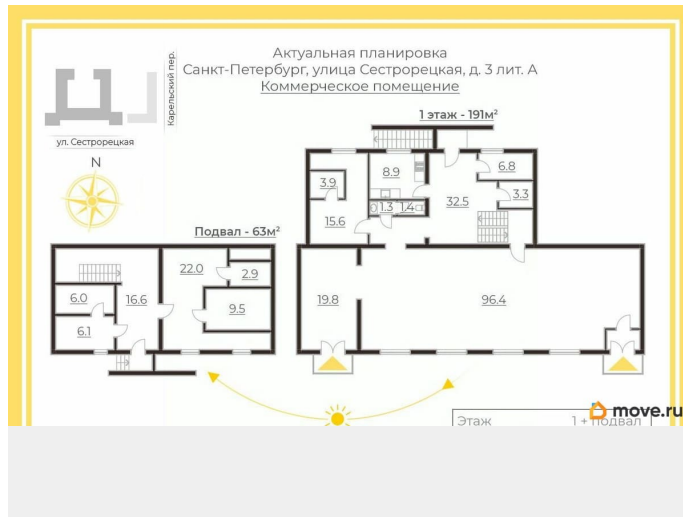 Актуальная планировка
Санкт-Петербург, улица Сестрорецкая, д. 3 лит. А
Коммерческое помещение
Карельский пер.
ул. Сестрорецкая
N
1 этаж - 191м²
8.9
6.8
3.9
3.3
32.5
1.3
1.4
15.6
19.8
96.4
Подвал - 63м²
22.0
2.9
6.0
16.6
9.5
6.1
Этаж
1 + подвал
move.ru